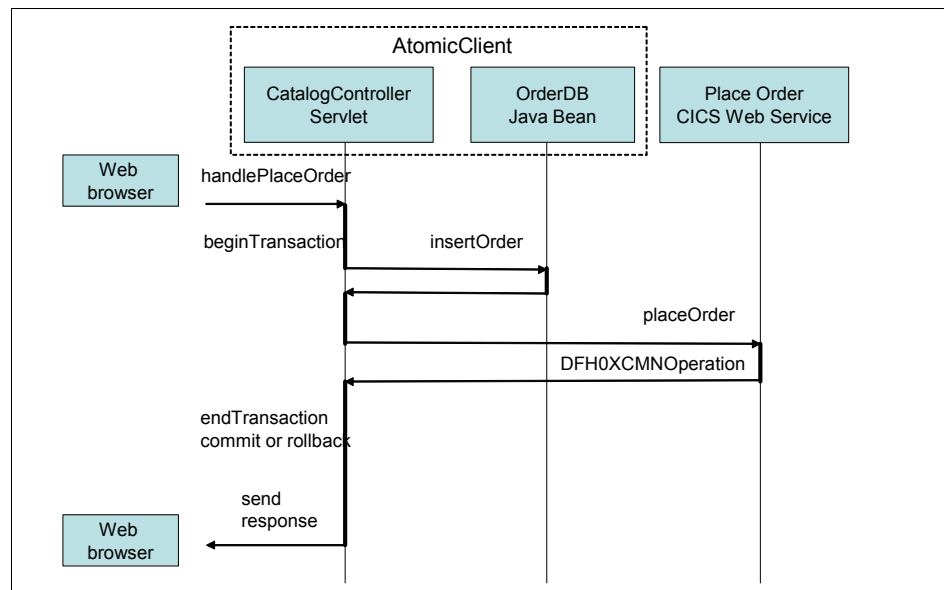 AtomicClient
CatalogController
Servlet
OrderDB
Java Bean
Place Order
CICS Web Service
Web
browser
handlePlaceOrder
beginTransaction
insertOrder
placeOrder
DFH0XCMNOperation
endTransaction
commit or rollback
send
response
Web
browser